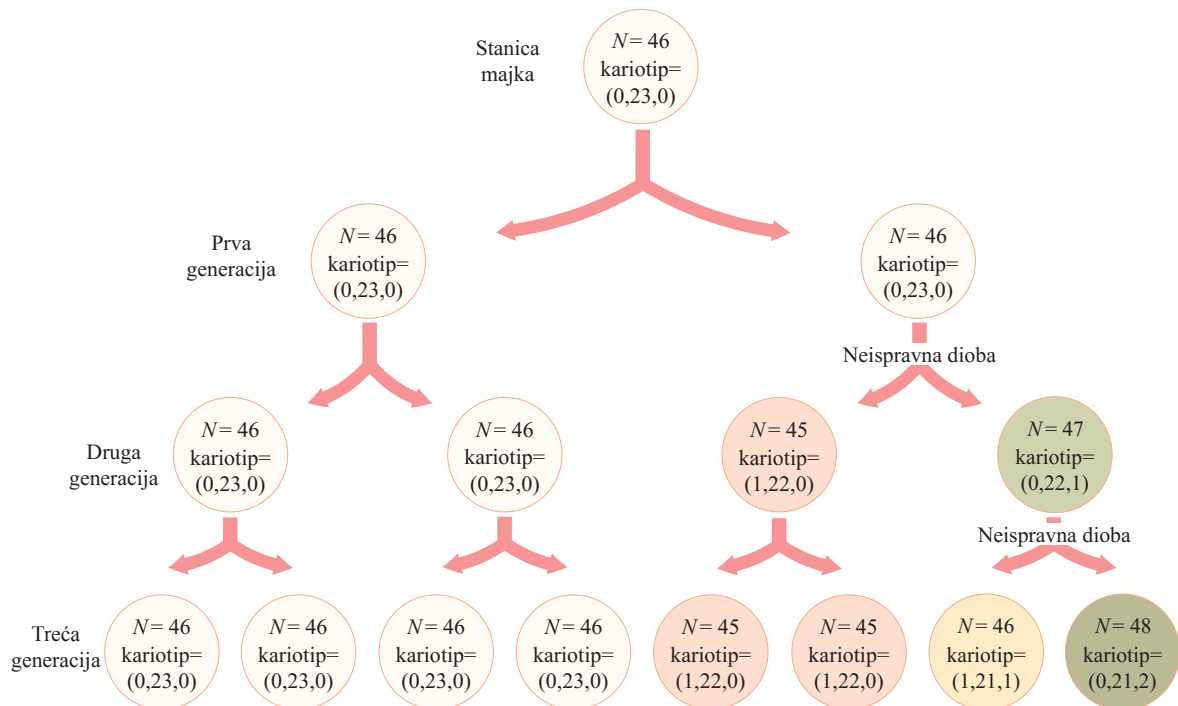 Stanica
majka
N= 46
kariotip=
(0,23,0)
Prva
generacija
N= 46
kariotip=
(0,23,0)
N= 46
kariotip=
(0,23,0)
Neispravna dioba
Druga
generacija
N= 46
kariotip=
(0,23,0)
N= 46
kariotip=
(0,23,0)
N= 45
kariotip=
(1,22,0)
N= 47
kariotip=
(0,22,1)
Neispravna dioba
Treća
generacija
N= 46
kariotip=
(0,23,0)
N= 46
kariotip=
(0,23,0)
N= 46
kariotip=
(0,23,0)
N= 46
kariotip=
(0,23,0)
N= 45
kariotip=
(1,22,0)
N= 45
kariotip=
(1,22,0)
N= 46
kariotip=
(1,21,1)
N= 48
kariotip=
(0,21,2)